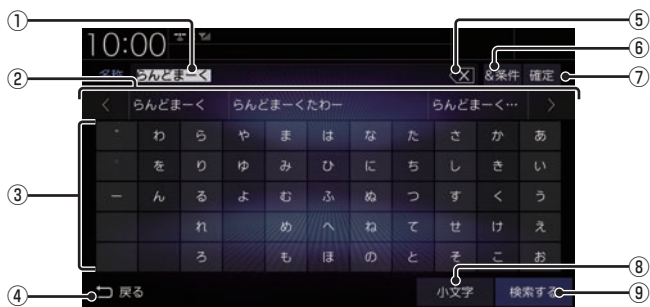 ① ⑤
10:00 ⑥
② 名称 らんどまーく &条件 確定 ⑦
< らんどまーく らんどまーくたわー らんどまーく… >
゛ わ ら や ま は な た さ か あ
゜ を り ゆ み ひ に ち し き い
③ ー ん る よ む ふ ぬ つ す く う
れ め へ ね て せ け え
ろ も ほ の と そ こ お
⑧
④ 戻る 小文字 検索する ⑨